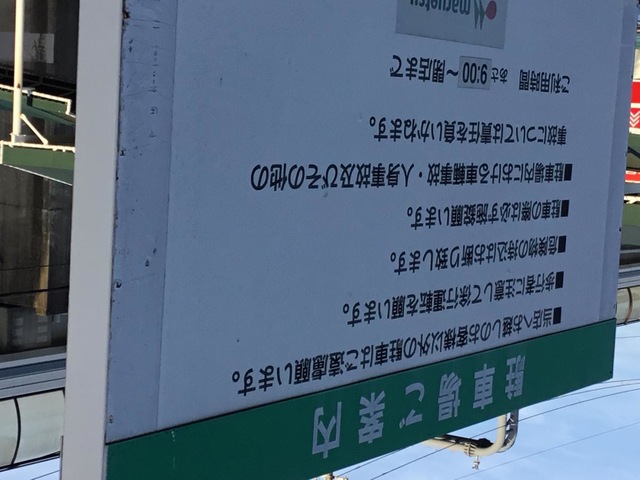 駐車場ご案内
■当店へお越しのお客様以外の駐車はご遠慮願います。
■歩行者に注意して徐行運転を願います。
■危険物の持込はお断り致します。
■駐車の際は必ず施錠願います。
■駐車場内における車輌事故・人身事故及びその他の
事故については責任を負いかねます。
ご利用時間 あさ 9:00 〜 閉店まで
maruetsu